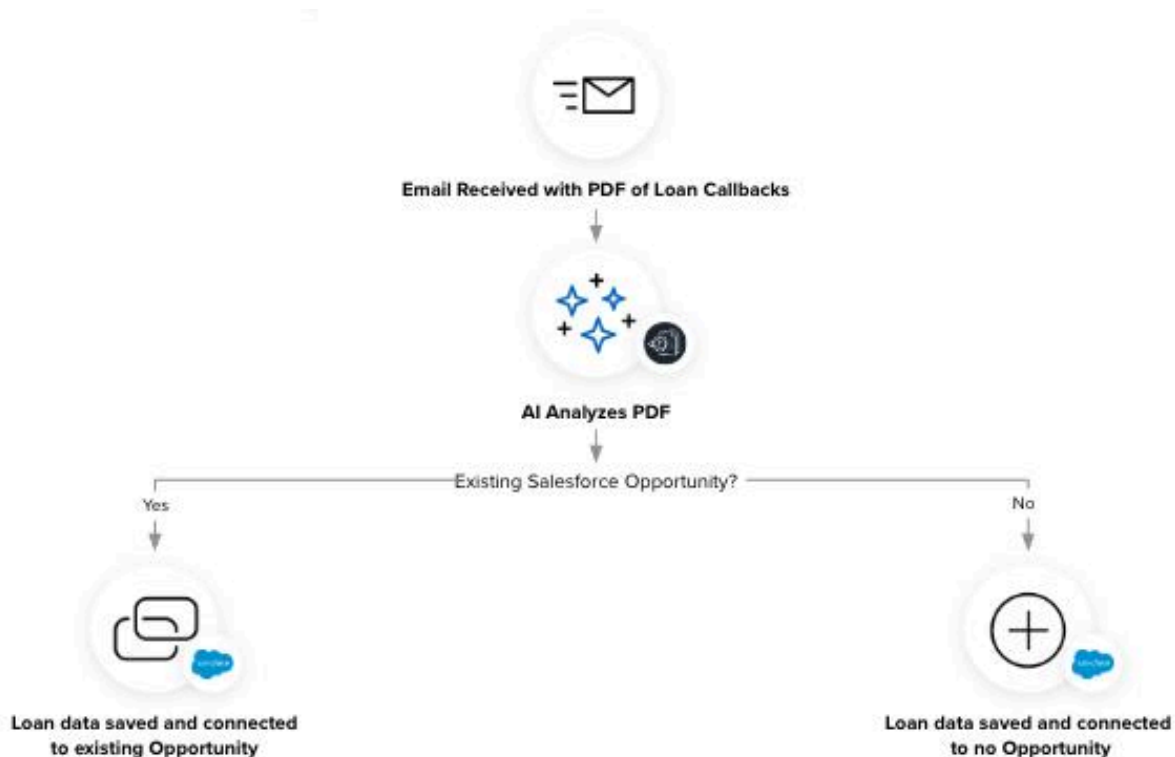 Email Received with PDF of Loan Callbacks
AI Analyzes PDF
Existing Salesforce Opportunity?
Yes
No
Loan data saved and connected
to existing Opportunity
Loan data saved and connected
to no Opportunity